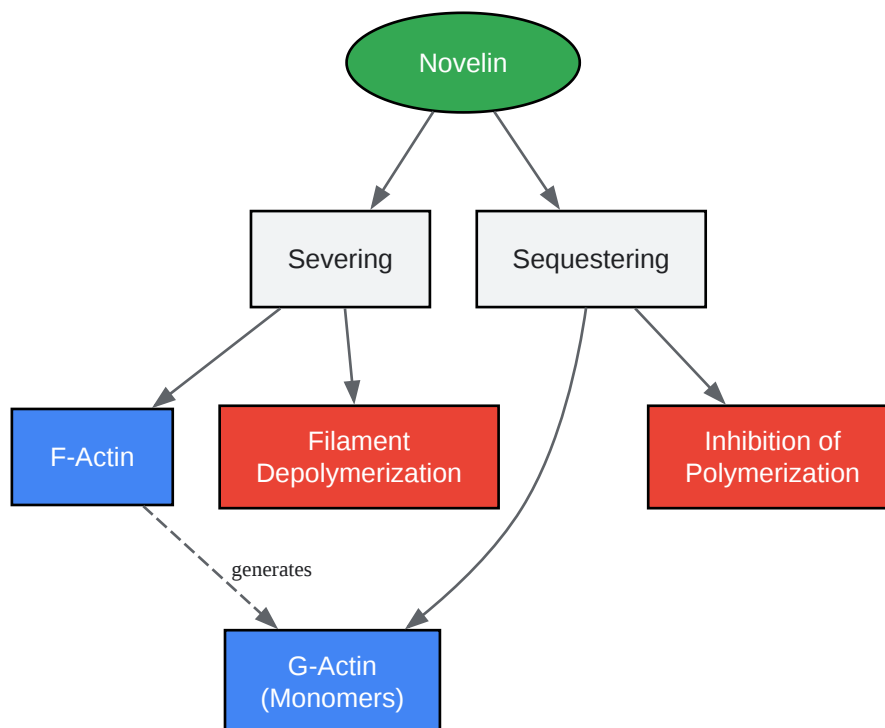 Novelin
Severing
Sequestering
F-Actin
Filament
Depolymerization
Inhibition of
Polymerization
generates
G-Actin
(Monomers)